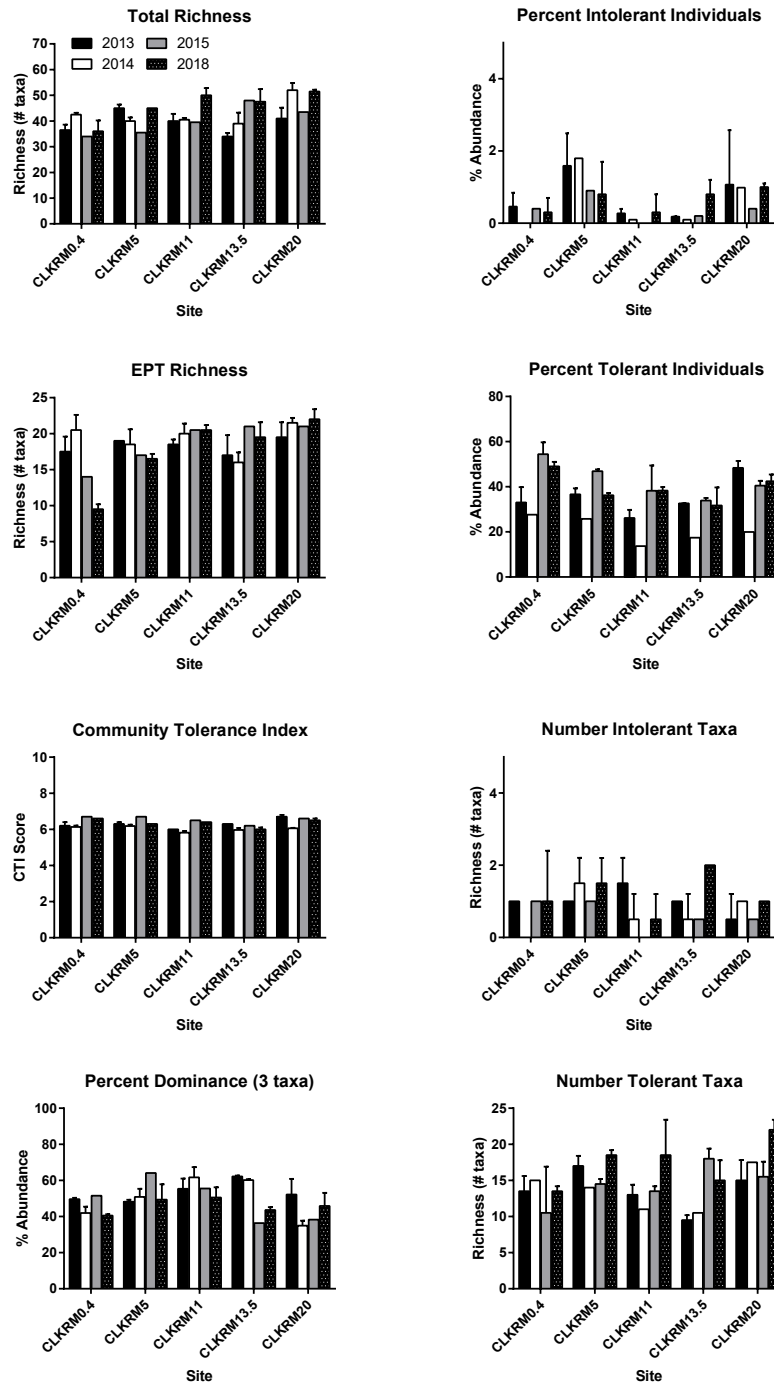 Total Richness
2013
2015
2014
2018
Richness (# taxa)
70
60
50
40
30
20
10
0
CLKRM0.4
CLKRM5
CLKRM11
CLKRM13.5
CLKRM20
Site
Percent Intolerant Individuals
% Abundance
4
2
0
CLKRM0.4
CLKRM5
CLKRM11
CLKRM13.5
CLKRM20
Site
EPT Richness
Richness (# taxa)
25
20
15
10
5
0
CLKRM0.4
CLKRM5
CLKRM11
CLKRM13.5
CLKRM20
Site
Percent Tolerant Individuals
% Abundance
80
60
40
20
0
CLKRM0.4
CLKRM5
CLKRM11
CLKRM13.5
CLKRM20
Site
Community Tolerance Index
CTI Score
10
8
6
4
2
0
CLKRM0.4
CLKRM5
CLKRM11
CLKRM13.5
CLKRM20
Site
Number Intolerant Taxa
Richness (# taxa)
4
2
0
CLKRM0.4
CLKRM5
CLKRM11
CLKRM13.5
CLKRM20
Site
Percent Dominance (3 taxa)
% Abundance
100
80
60
40
20
0
CLKRM0.4
CLKRM5
CLKRM11
CLKRM13.5
CLKRM20
Site
Number Tolerant Taxa
Richness (# taxa)
25
20
15
10
5
0
CLKRM0.4
CLKRM5
CLKRM11
CLKRM13.5
CLKRM20
Site